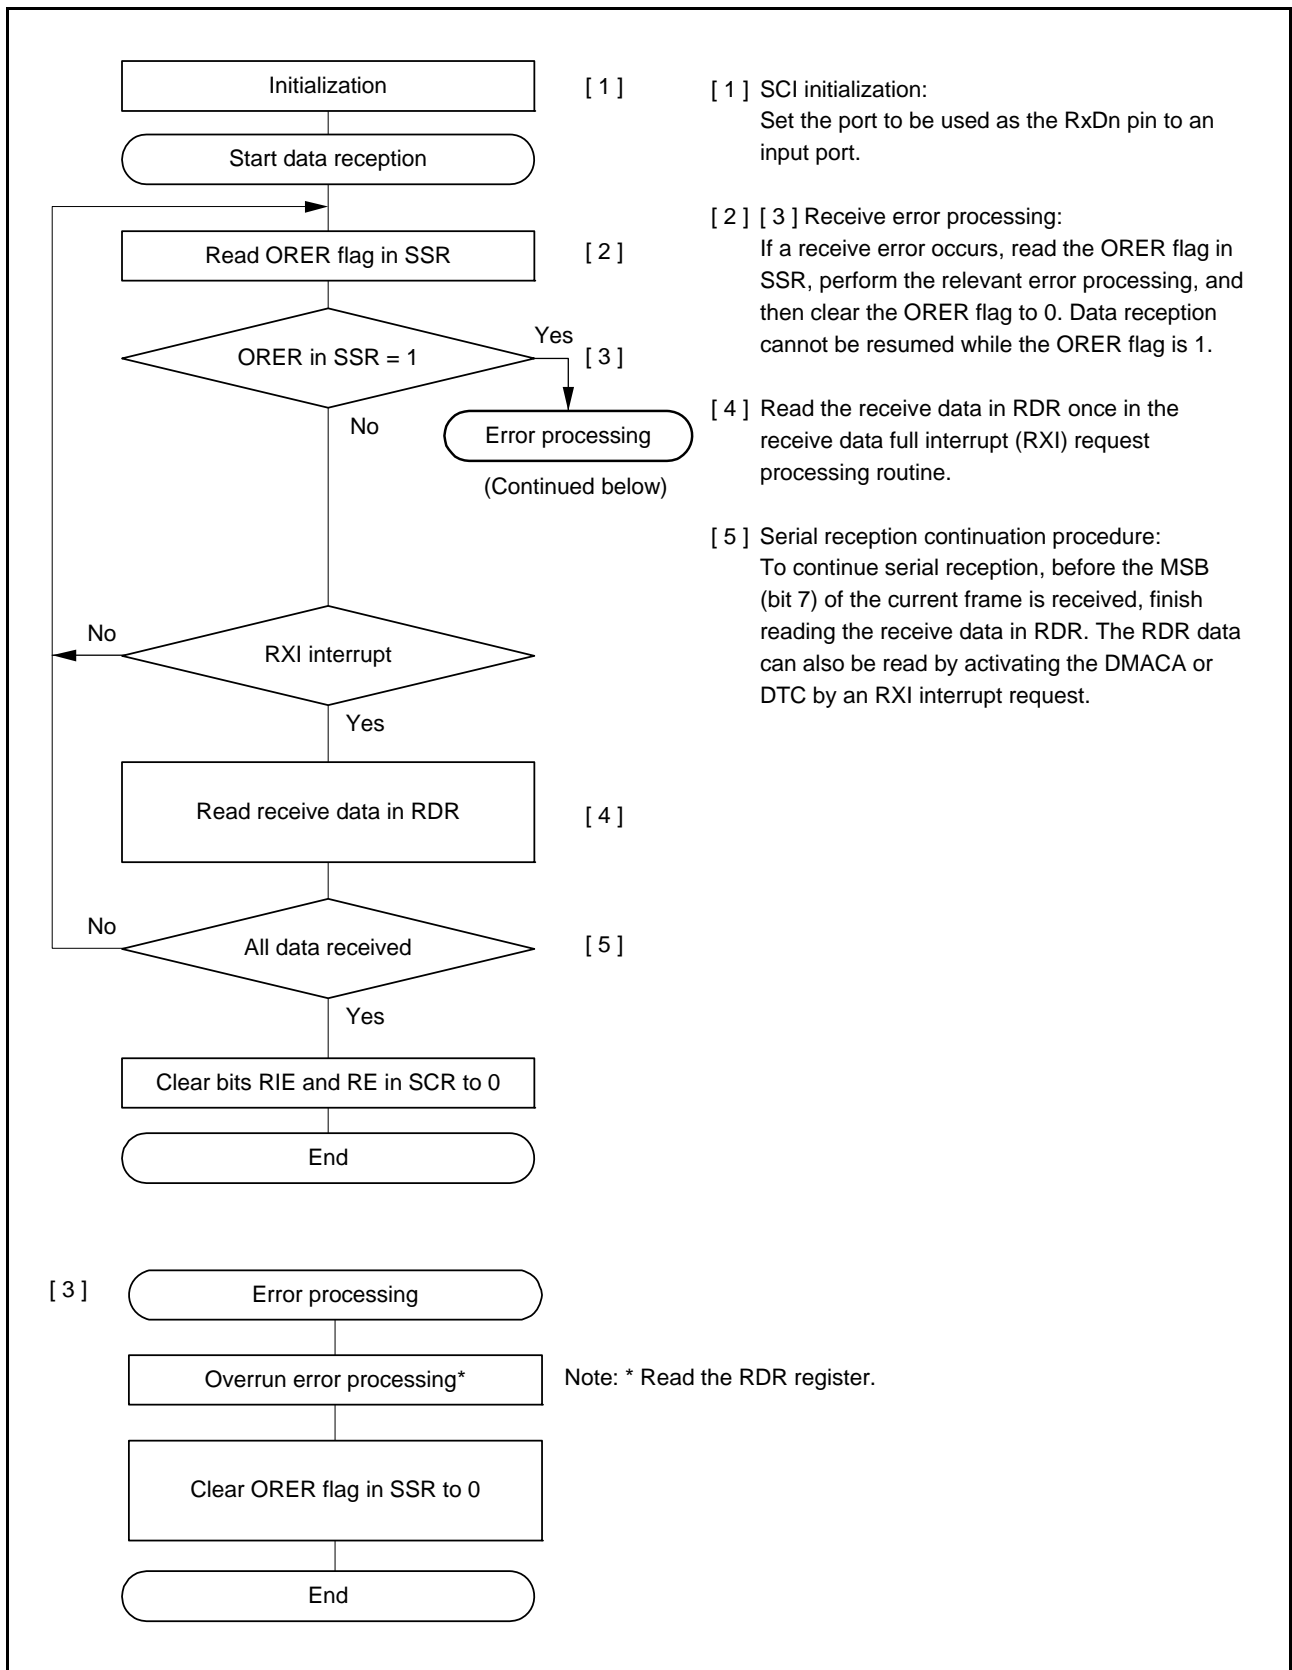 Initialization
[ 1 ]
Start data reception
Read ORER flag in SSR
[ 2 ]
ORER in SSR = 1
Yes
[ 3 ]
No
Error processing
(Continued below)
No
RXI interrupt
Yes
Read receive data in RDR
[ 4 ]
No
All data received
[ 5 ]
Yes
Clear bits RIE and RE in SCR to 0
End
[ 1 ] SCI initialization:
Set the port to be used as the RxDn pin to an
input port.
[ 2 ] [ 3 ] Receive error processing:
If a receive error occurs, read the ORER flag in
SSR, perform the relevant error processing, and
then clear the ORER flag to 0. Data reception
cannot be resumed while the ORER flag is 1.
[ 4 ] Read the receive data in RDR once in the
receive data full interrupt (RXI) request
processing routine.
[ 5 ] Serial reception continuation procedure:
To continue serial reception, before the MSB
(bit 7) of the current frame is received, finish
reading the receive data in RDR. The RDR data
can also be read by activating the DMACA or
DTC by an RXI interrupt request.
[ 3 ]
Error processing
Overrun error processing*
Note: * Read the RDR register.
Clear ORER flag in SSR to 0
End